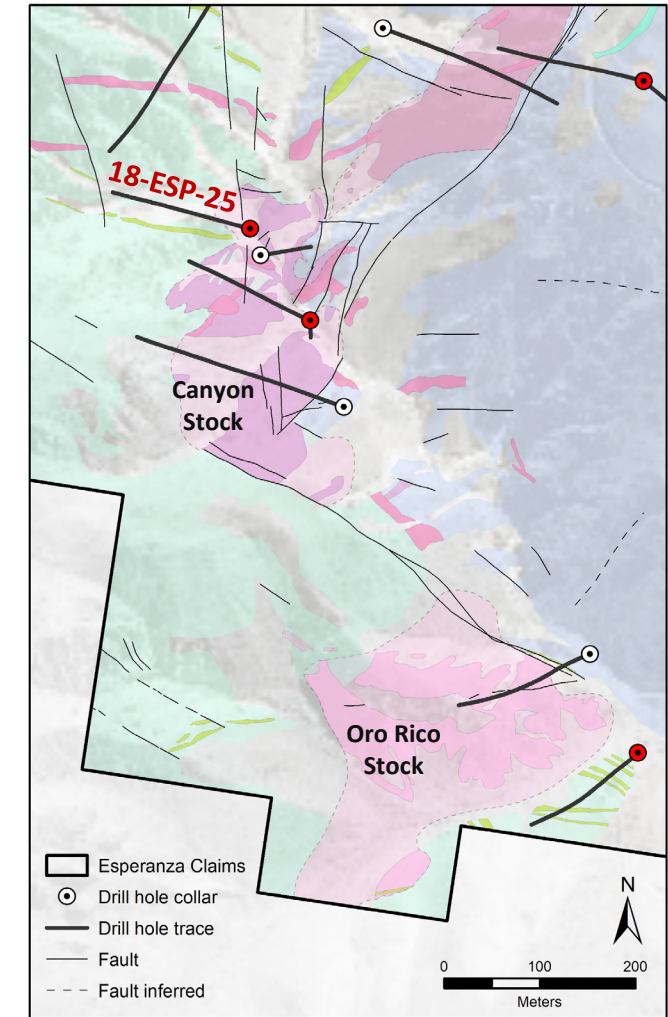 18-ESP-25
Canyon
Stock
Oro Rico
Stock
Esperanza Claims
Drill hole collar
Drill hole trace
Fault
Fault inferred
N
0 100 200
Meters